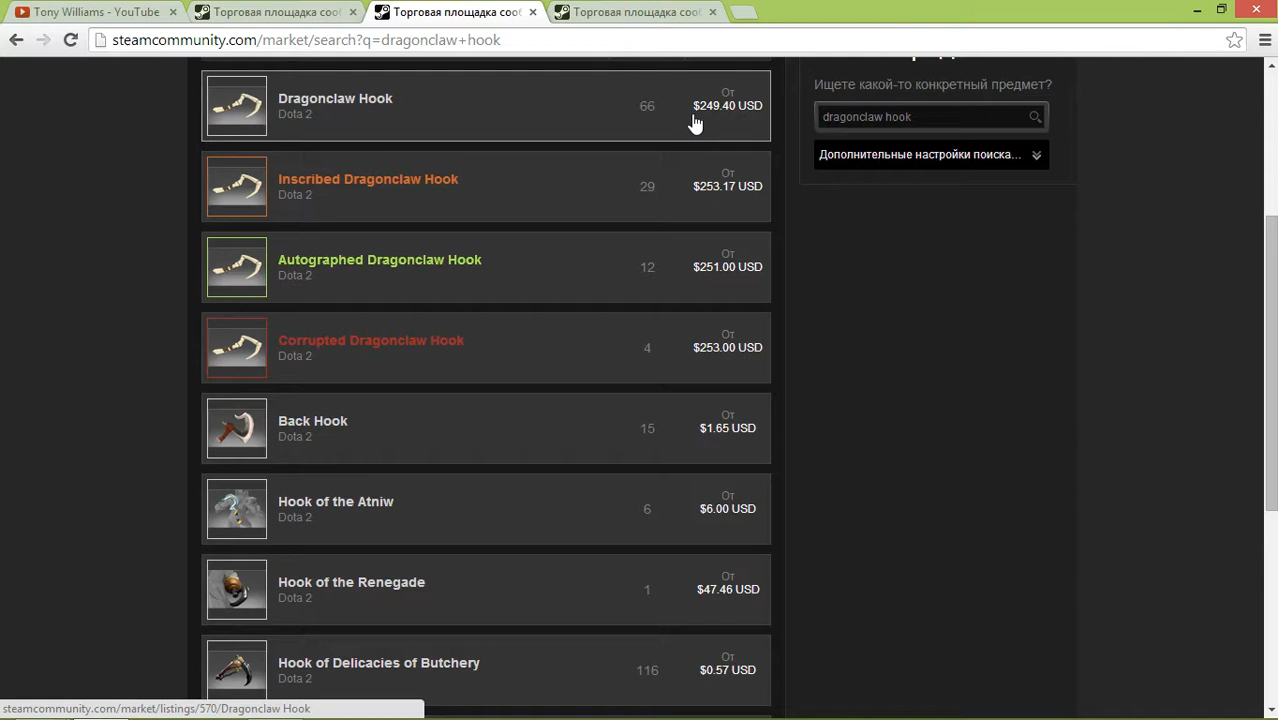 Tony Williams - YouTube
Торговая площадка сооб
Торговая площадка сооб
Торговая площадка сооб
steamcommunity.com/market/search?q=dragonclaw+hook
Ищете какой-то конкретный предмет?
dragonclaw hook
Дополнительные настройки поиска...
Dragonclaw Hook
Dota 2
66
От
$249.40 USD
Inscribed Dragonclaw Hook
Dota 2
29
От
$253.17 USD
Autographed Dragonclaw Hook
Dota 2
12
От
$251.00 USD
Corrupted Dragonclaw Hook
Dota 2
4
От
$253.00 USD
Back Hook
Dota 2
15
От
$1.65 USD
Hook of the Atniw
Dota 2
6
От
$6.00 USD
Hook of the Renegade
Dota 2
1
От
$47.46 USD
Hook of Delicacies of Butchery
Dota 2
116
От
$0.57 USD
steamcommunity.com/market/listings/570/Dragonclaw Hook